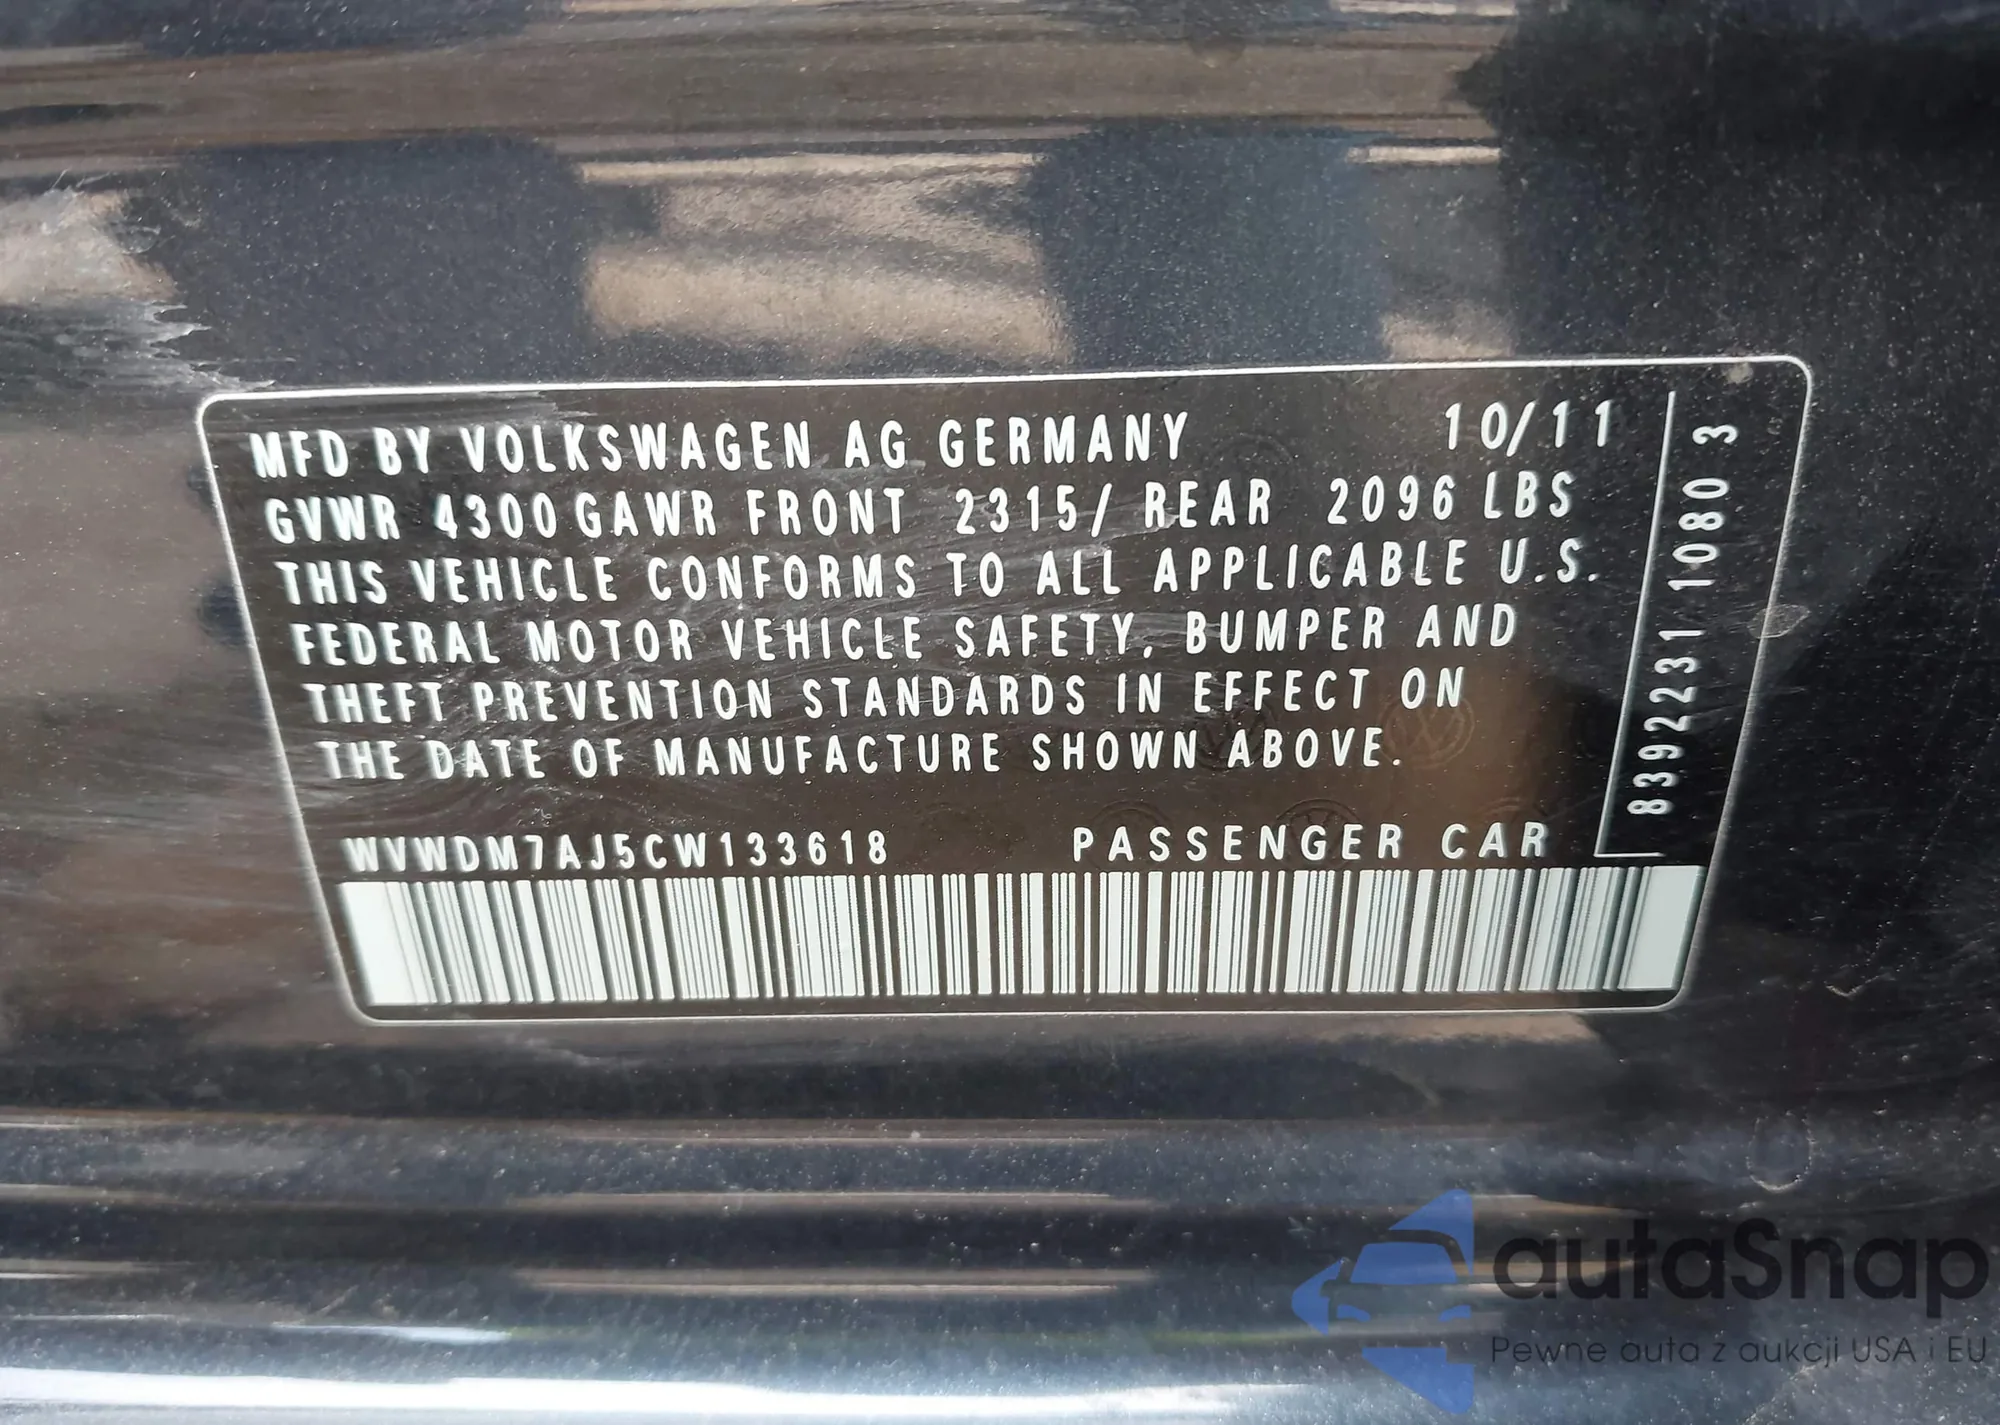 MFD BY VOLKSWAGEN AG GERMANY 10/11
GVWR 4300 GAWR FRONT 2315/ REAR 2096 LBS
THIS VEHICLE CONFORMS TO ALL APPLICABLE U.S.
FEDERAL MOTOR VEHICLE SAFETY, BUMPER AND
THEFT PREVENTION STANDARDS IN EFFECT ON
THE DATE OF MANUFACTURE SHOWN ABOVE.
WVWDM7AJ5CW133618 PASSENGER CAR
8392231 1080 3
autaSnap
Pewne auta z aukcji USA i EU